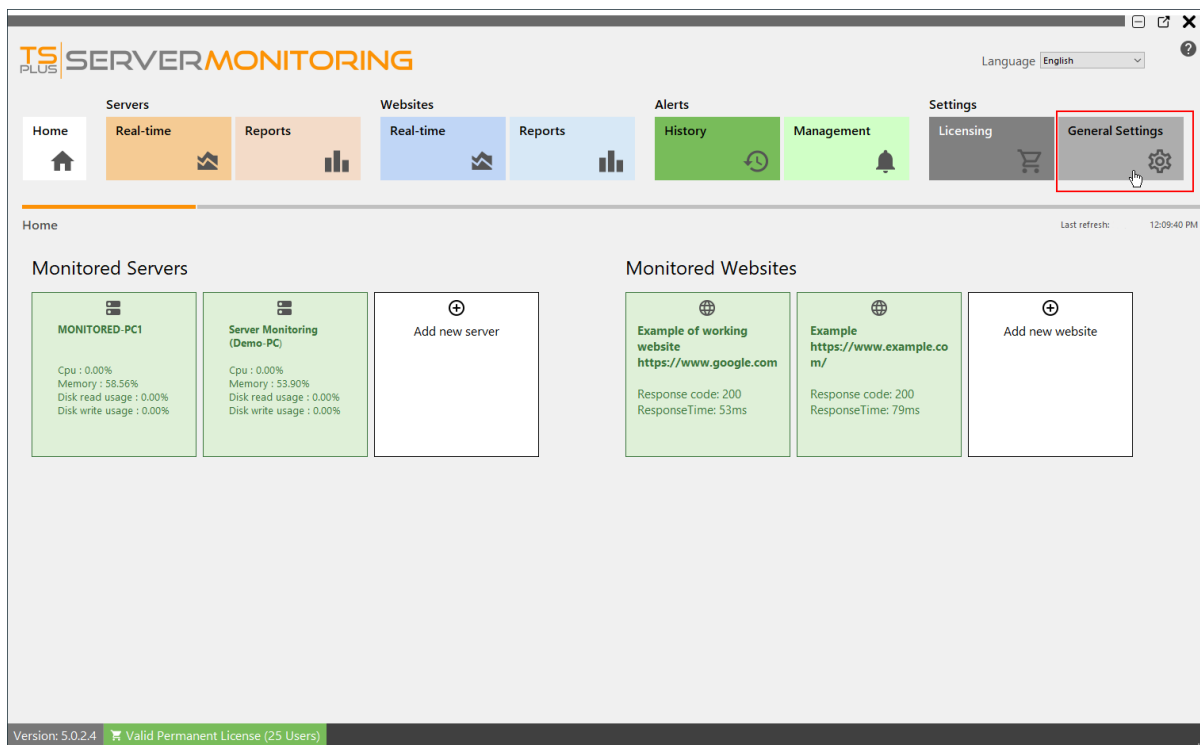 TS PLUS SERVERMONITORING
Language English
Servers
Websites
Alerts
Settings
Home
Real-time
Reports
Real-time
Reports
History
Management
Licensing
General Settings
Home
Last refresh: 12:09:40 PM
Monitored Servers
Monitored Websites
MONITORED-PC1
Cpu : 0.00%
Memory : 58.56%
Disk read usage : 0.00%
Disk write usage : 0.00%
Server Monitoring
(Demo-PC)
Cpu : 0.00%
Memory : 53.90%
Disk read usage : 0.00%
Disk write usage : 0.00%
Add new server
Example of working
website
https://www.google.com
Response code: 200
ResponseTime: 53ms
Example
https://www.example.co
m/
Response code: 200
ResponseTime: 79ms
Add new website
Version: 5.0.2.4
Valid Permanent License (25 Users)